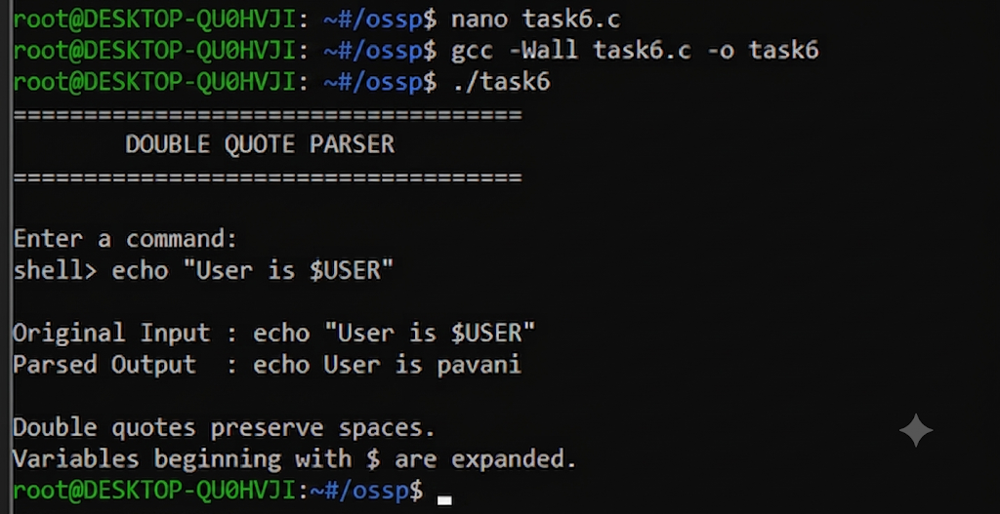 root@DESKTOP-QU0HVJI: ~#/ossp$ nano task6.c
root@DESKTOP-QU0HVJI: ~#/ossp$ gcc -Wall task6.c -o task6
root@DESKTOP-QU0HVJI: ~#/ossp$ ./task6
====================================
DOUBLE QUOTE PARSER
====================================
Enter a command:
shell> echo "User is $USER"
Original Input : echo "User is $USER"
Parsed Output  : echo User is pavani
Double quotes preserve spaces.
Variables beginning with $ are expanded.
root@DESKTOP-QU0HVJI:~#/ossp$